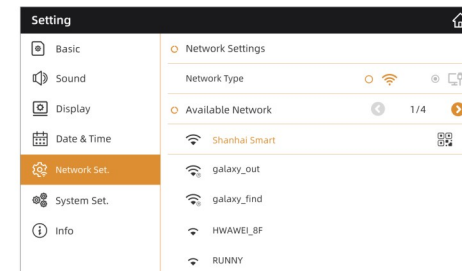 Setting
Basic
Sound
Display
Date & Time
Network Set.
System Set.
Info
Network Settings
Network Type
Available Network 1/4
Shanhai Smart
galaxy_out
galaxy_find
HWAWEI_8F
RUNNY